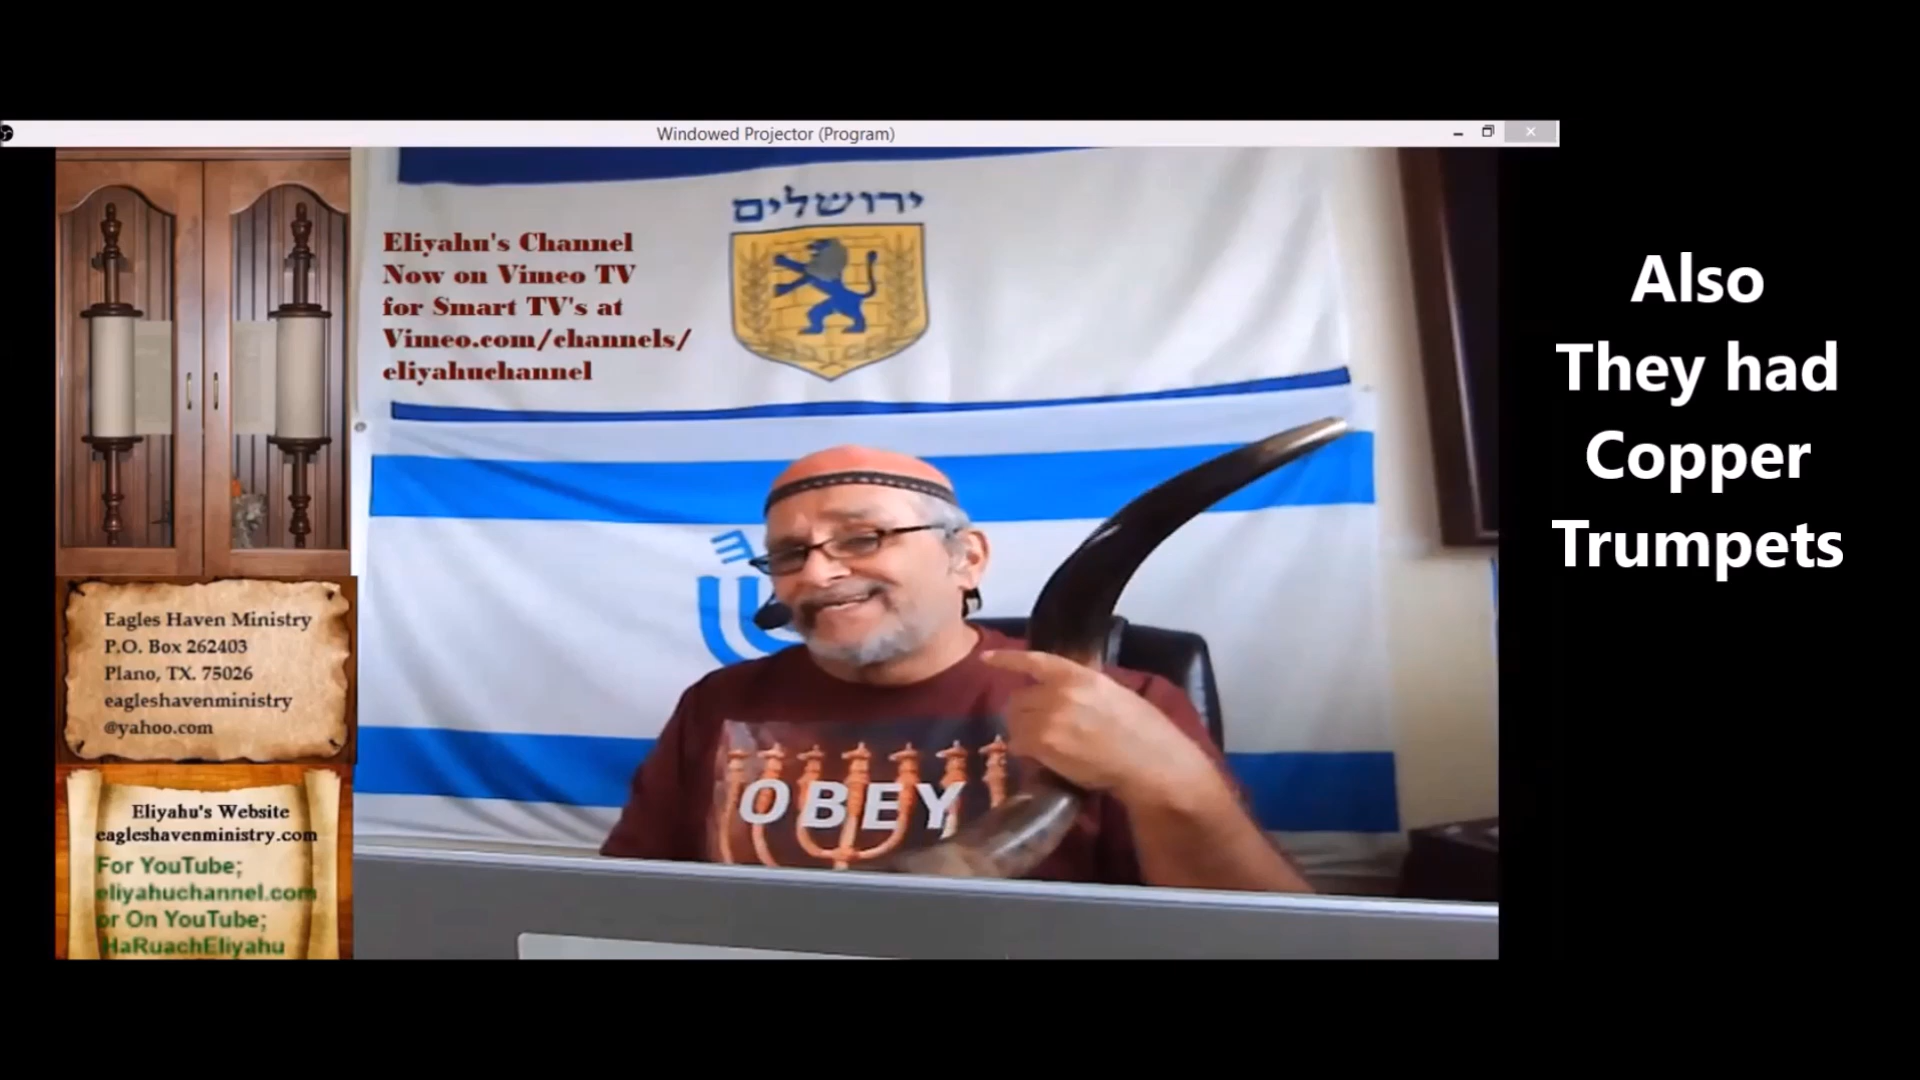 Windowed Projector (Program)
ירושלים
Eliyahu's Channel
Now on Vimeo TV
for Smart TV's at
Vimeo.com/channels/
eliyahuchannel
Also
They had
Copper
Trumpets
Eagles Haven Ministry
P.O. Box 262403
Plano, TX. 75026
eagleshavenministry
@yahoo.com
OBEY
Eliyahu's Website
eagleshavenministry.com
For YouTube;
eliyahuchannel.com
or On YouTube;
HaRuachEliyahu